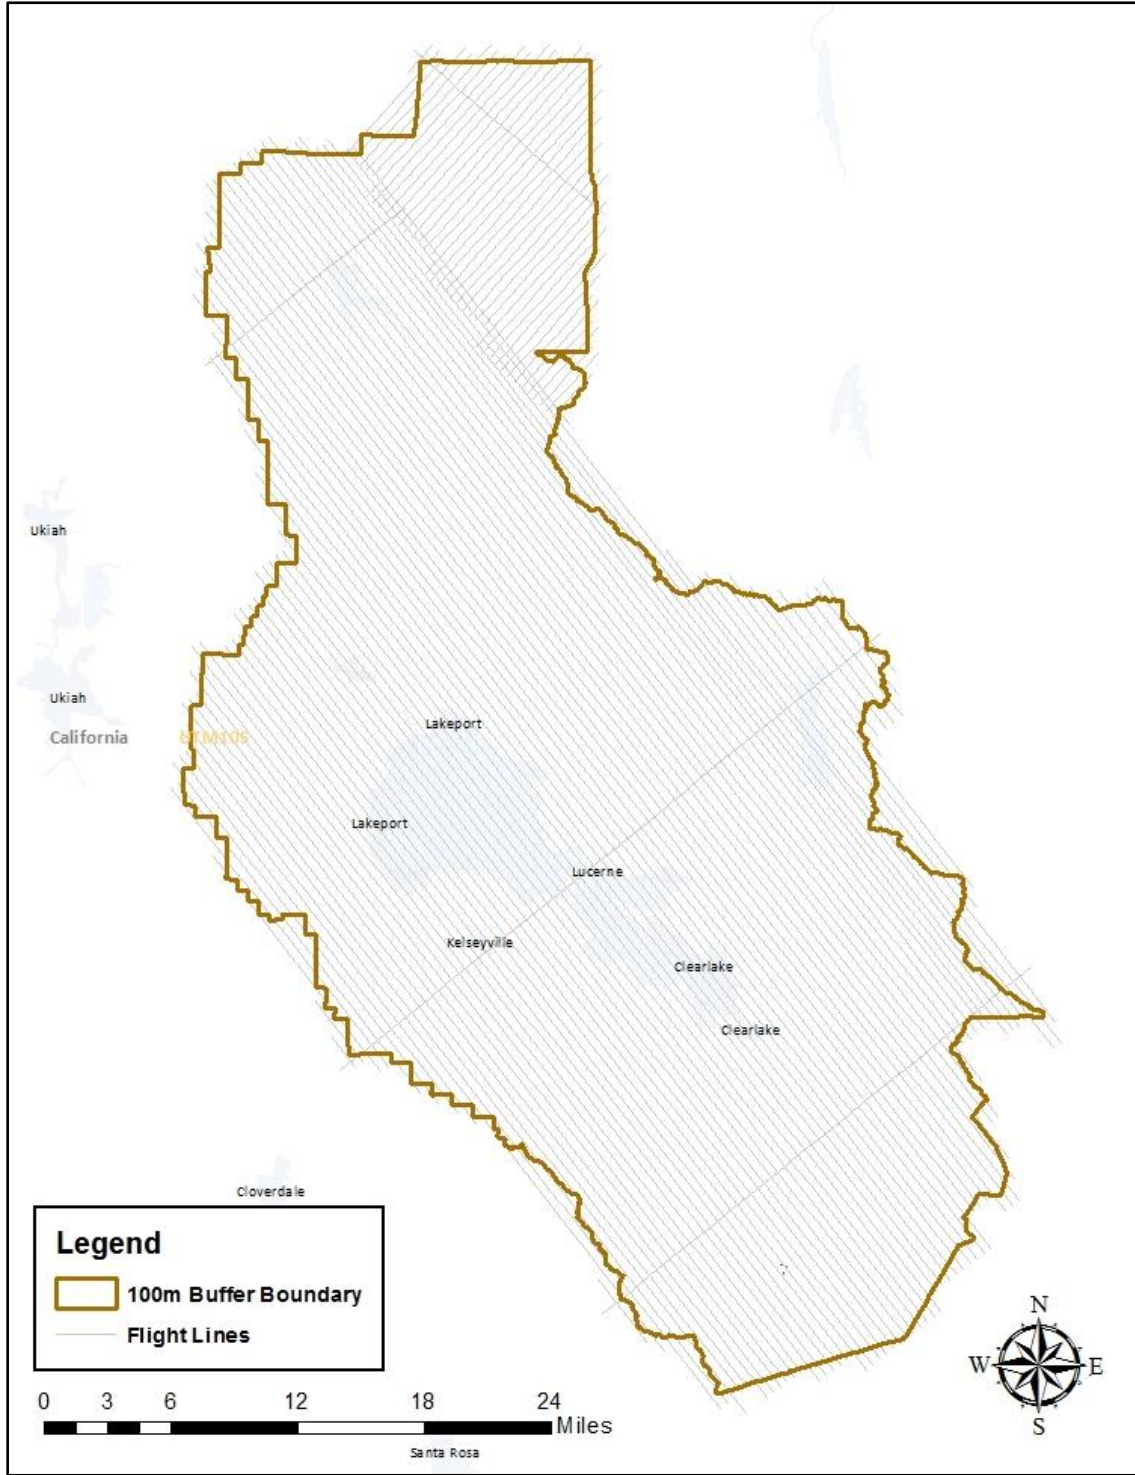 Ukiah
Ukiah
California
UTM10S
Lakeport
Lakeport
Lucerne
Kelseyville
Clearlake
Clearlake
Cloverdale
Legend
100m Buffer Boundary
Flight Lines
N
W E
S
0 3 6 12 18 24
Miles
Santa Rosa